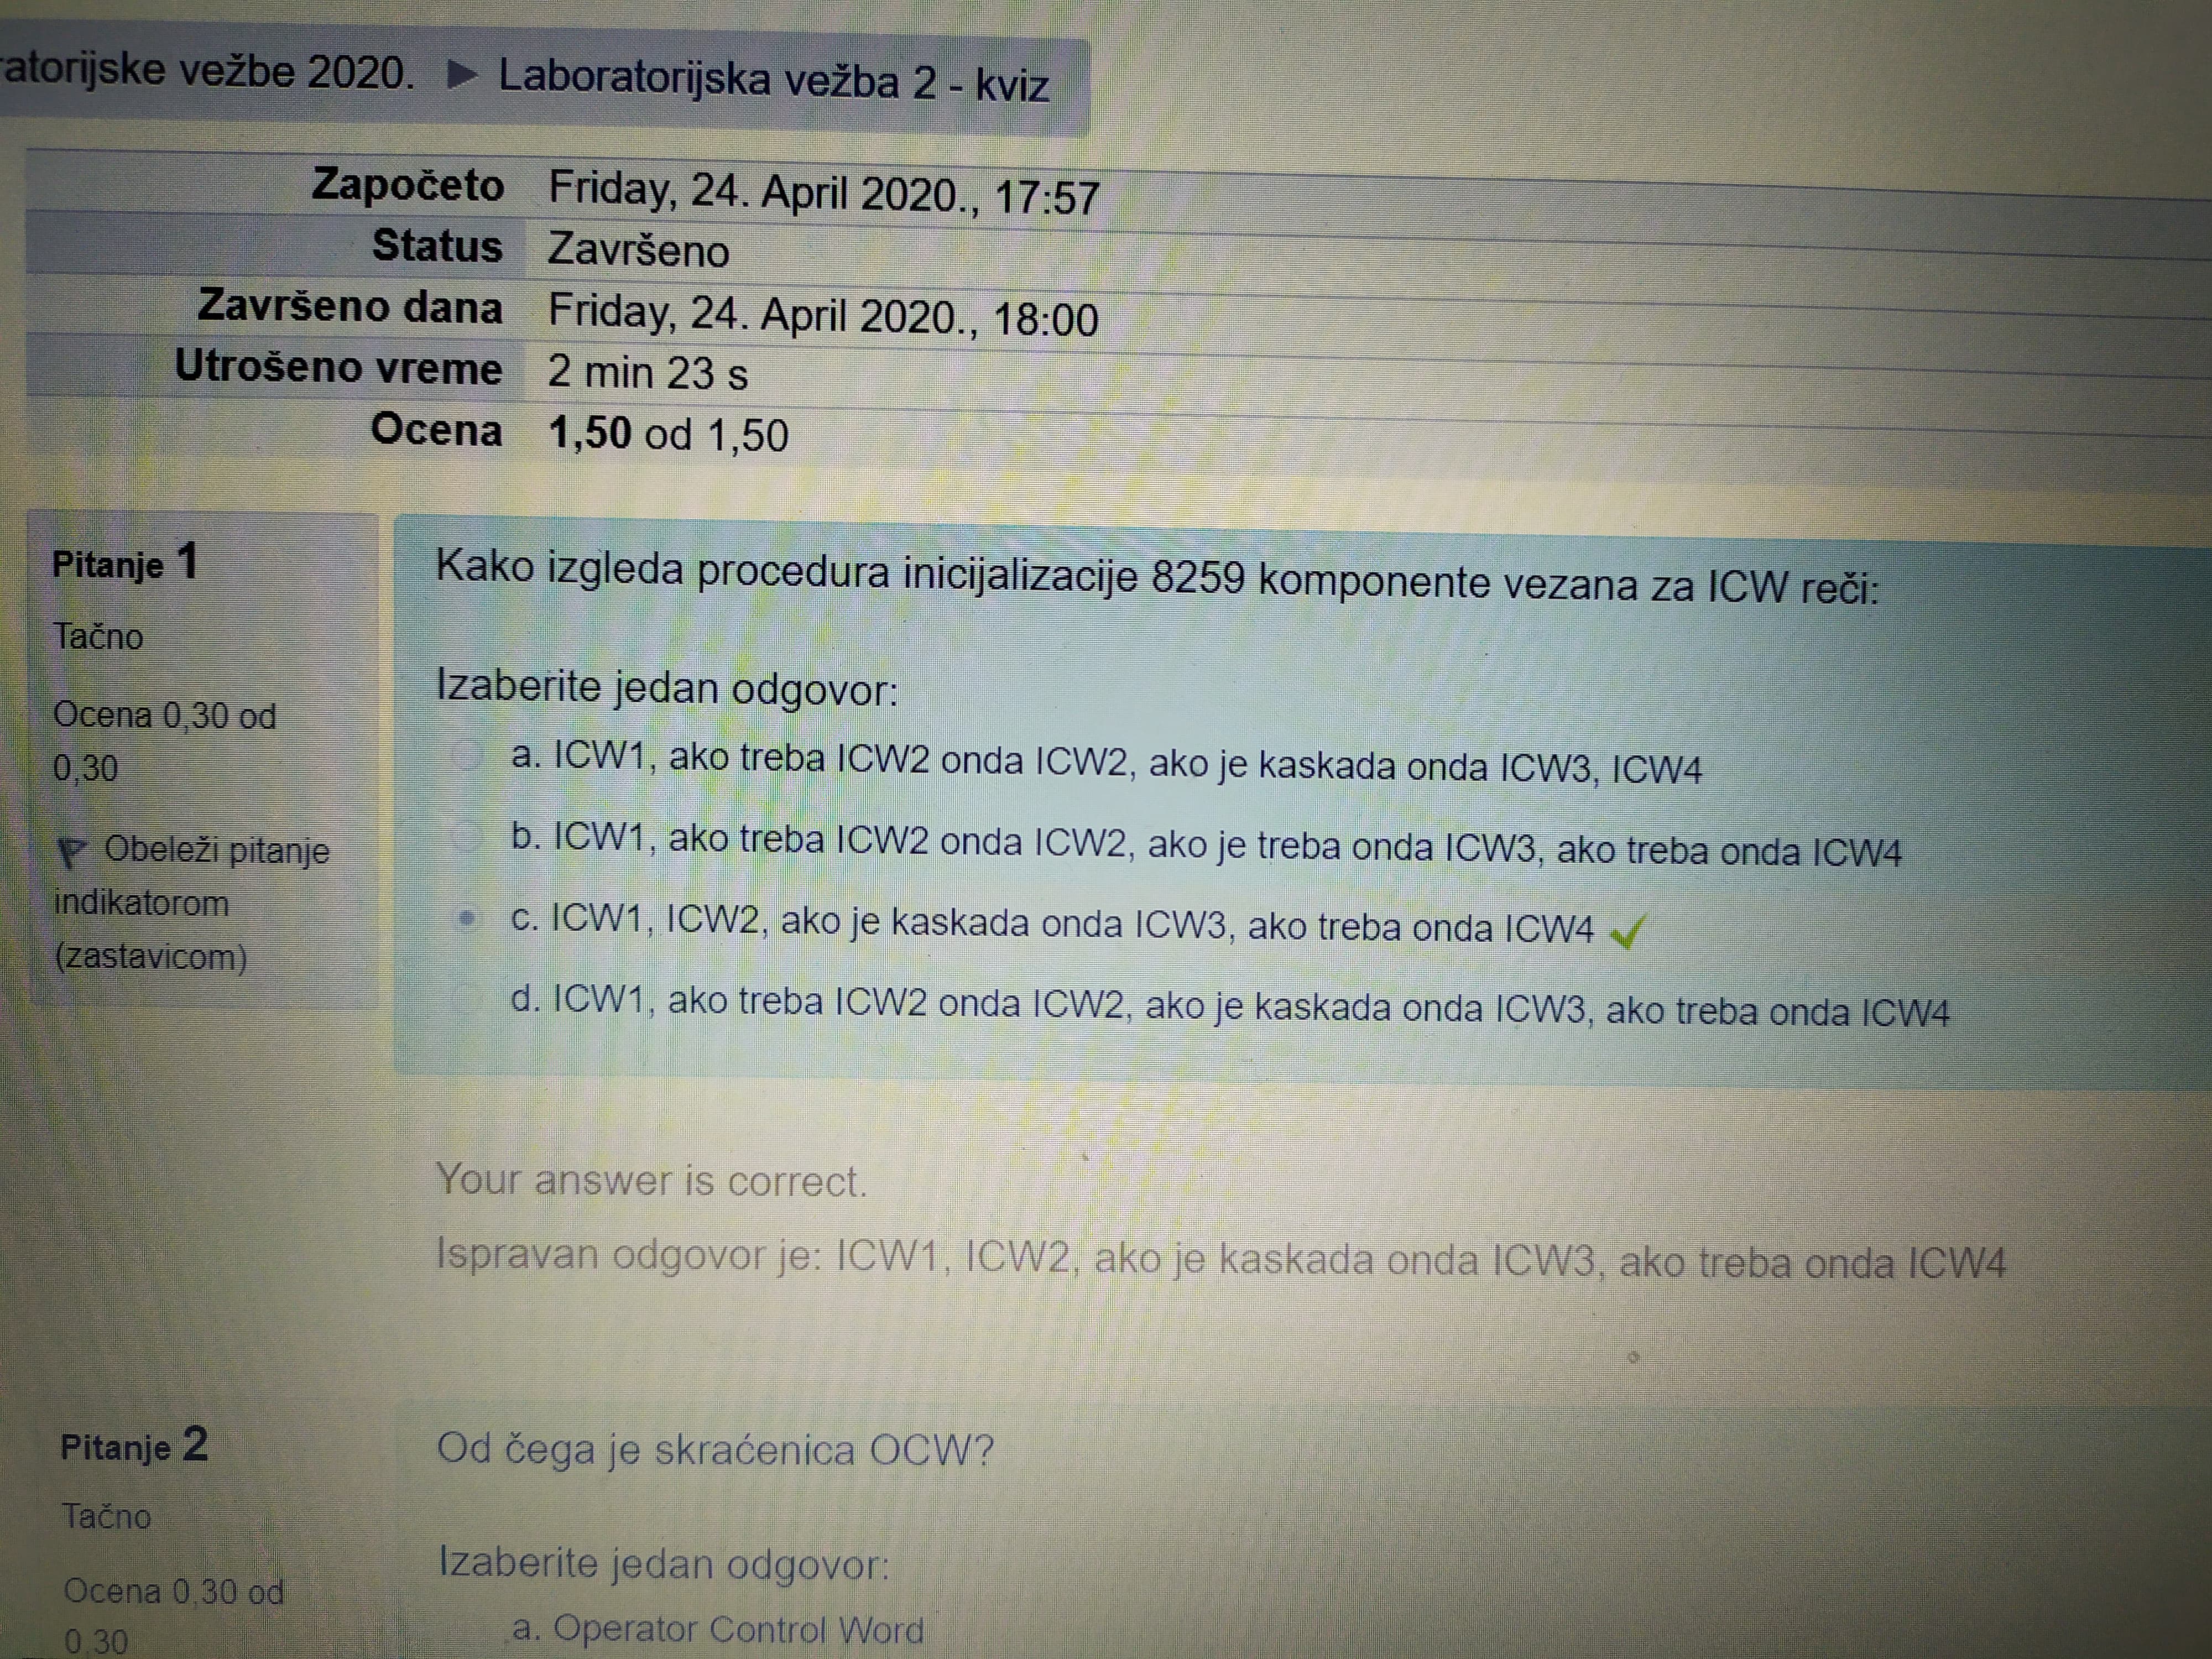 ratorijske vežbe 2020. ► Laboratorijska vežba 2 - kviz
Započeto Friday, 24. April 2020., 17:57
Status Završeno
Završeno dana Friday, 24. April 2020., 18:00
Utrošeno vreme 2 min 23 s
Ocena 1,50 od 1,50
Pitanje 1
Tačno
Ocena 0,30 od
0,30
Obeleži pitanje
indikatorom
(zastavicom)
Kako izgleda procedura inicijalizacije 8259 komponente vezana za ICW reči:
Izaberite jedan odgovor:
a. ICW1, ako treba ICW2 onda ICW2, ako je kaskada onda ICW3, ICW4
b. ICW1, ako treba ICW2 onda ICW2, ako je treba onda ICW3, ako treba onda ICW4
c. ICW1, ICW2, ako je kaskada onda ICW3, ako treba onda ICW4 ✓
d. ICW1, ako treba ICW2 onda ICW2, ako je kaskada onda ICW3, ako treba onda ICW4
Your answer is correct.
Ispravan odgovor je: ICW1, ICW2, ako je kaskada onda ICW3, ako treba onda ICW4
Pitanje 2
Tačno
Ocena 0,30 od
0,30
Od čega je skraćenica OCW?
Izaberite jedan odgovor:
a. Operator Control Word